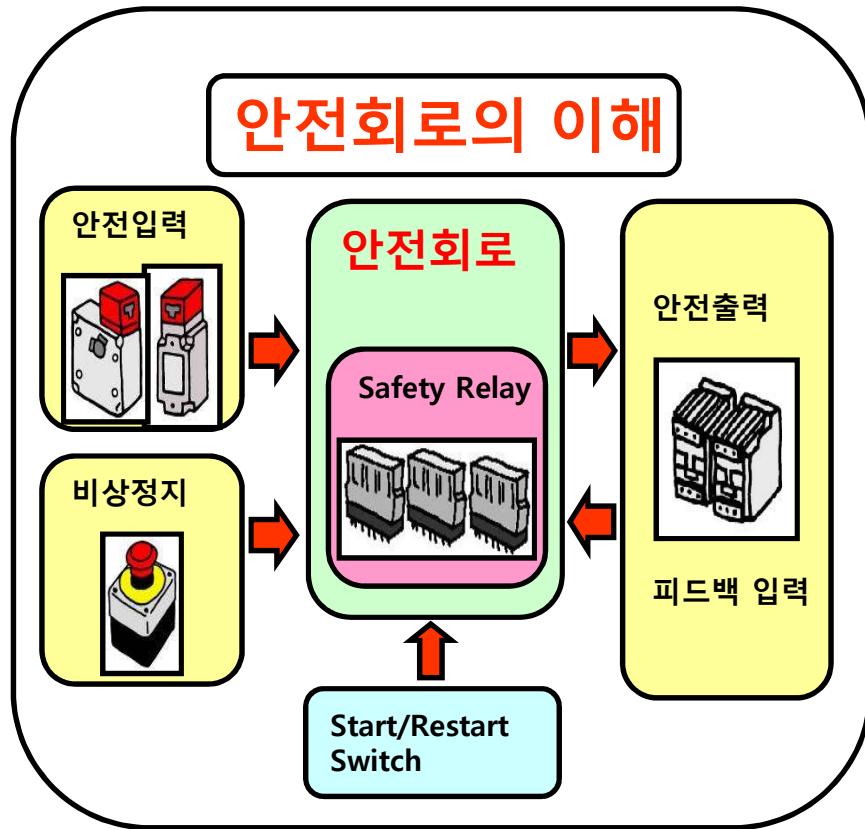 안전회로의 이해
안전입력
비상정지
안전회로
Safety Relay
Start/Restart
Switch
안전출력
피드백 입력